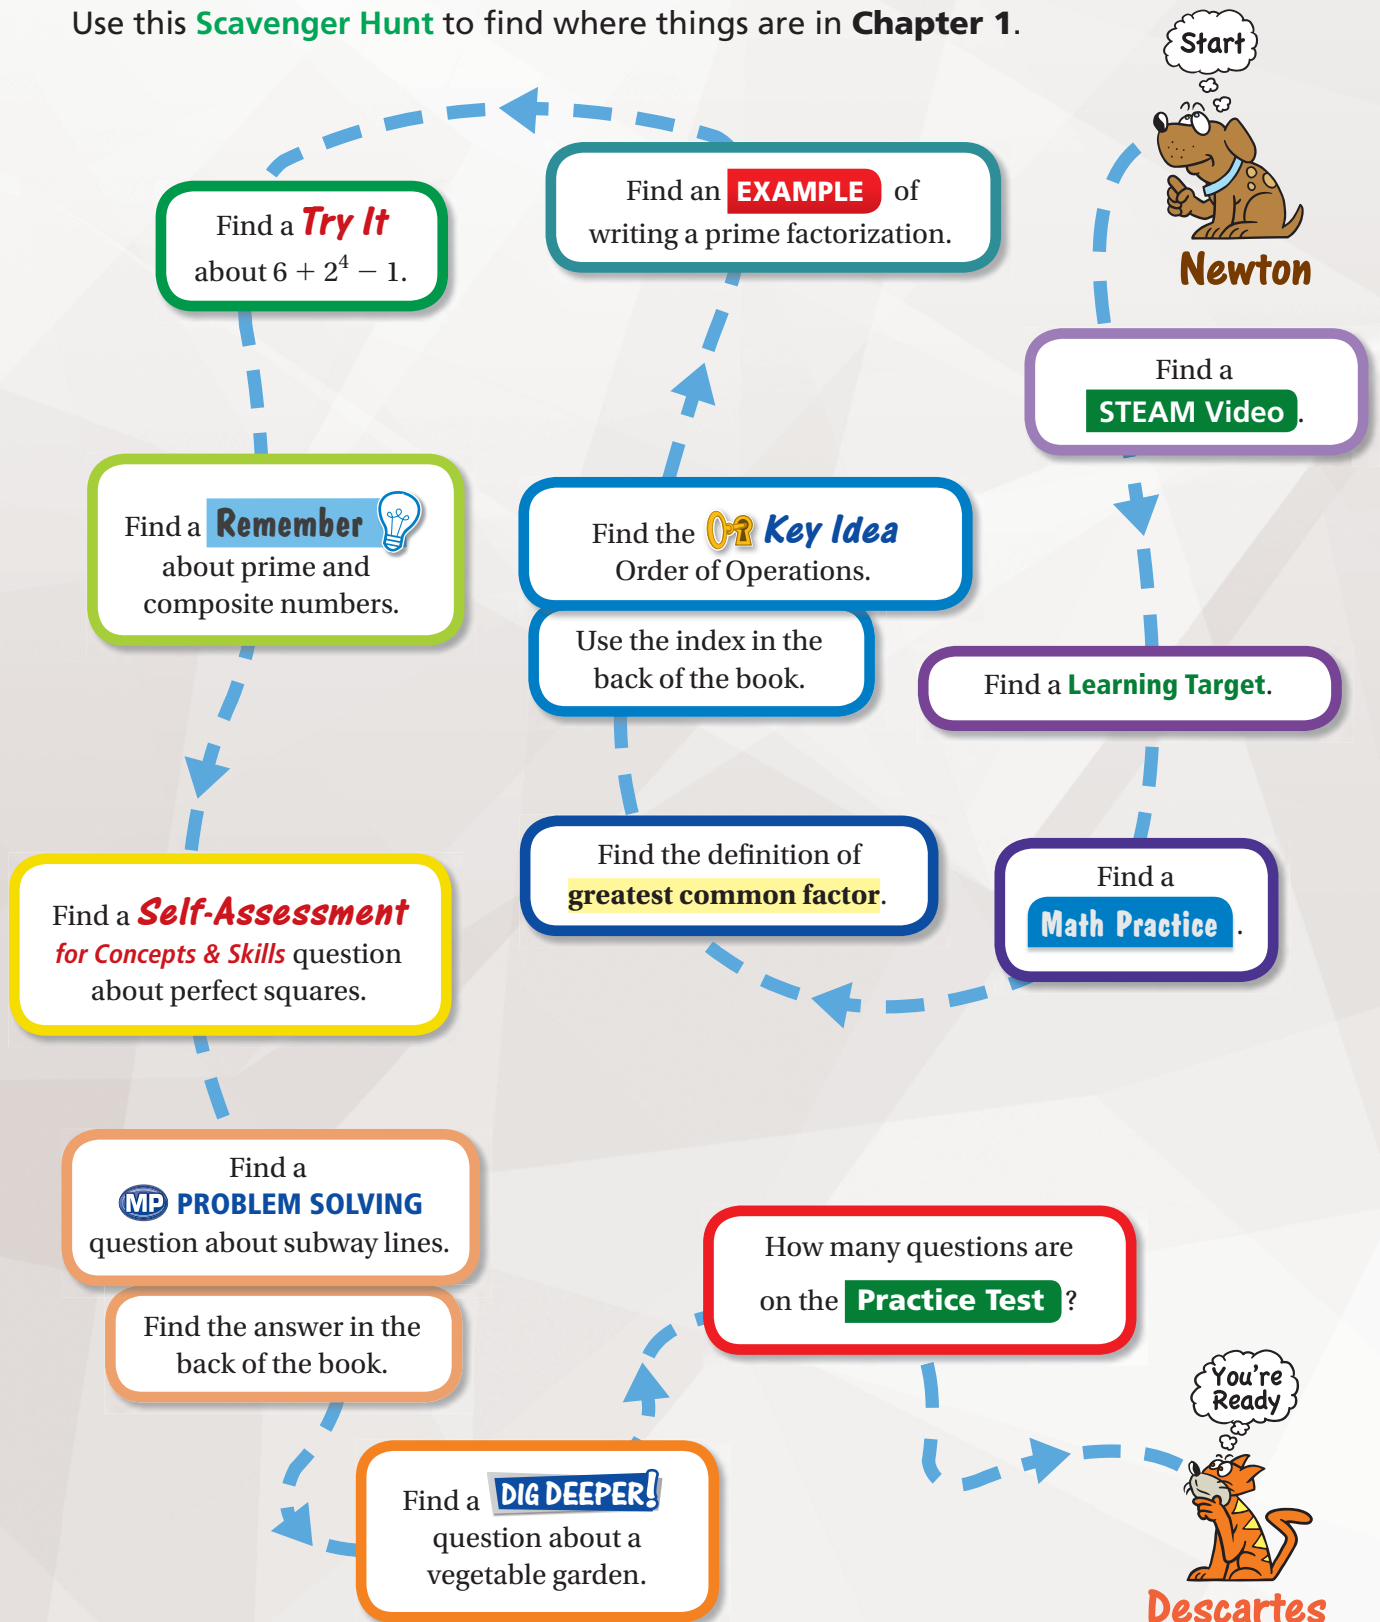 Use this Scavenger Hunt to find where things are in Chapter 1.
Start
Newton
Find a
STEAM Video.
Find a Learning Target.
Find a
Math Practice.
Find the definition of
greatest common factor.
Find the Key Idea
Order of Operations.
Use the index in the
back of the book.
Find an EXAMPLE of
writing a prime factorization.
Find a Try It
about 6 + 2⁴ − 1.
Find a Remember
about prime and
composite numbers.
Find a Self-Assessment
for Concepts & Skills question
about perfect squares.
Find a
MP PROBLEM SOLVING
question about subway lines.
Find the answer in the
back of the book.
Find a DIG DEEPER!
question about a
vegetable garden.
How many questions are
on the Practice Test ?
You're
Ready
Descartes